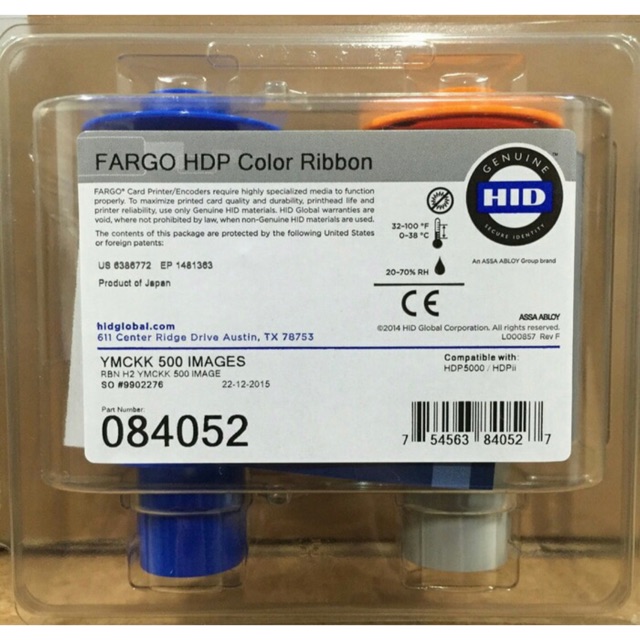 FARGO HDP Color Ribbon
FARGO® Card Printer/Encoders require highly specialized media to function
properly. To maximize printed card quality and durability, printhead life and
printer reliability, use only Genuine HID materials. HID Global warranties are
void, where not prohibited by law, when non-Genuine HID materials are used.
The contents of this package are protected by the following United States
or foreign patents:
US 6386772 EP 1481363
Product of Japan
hidglobal.com
611 Center Ridge Drive Austin, TX 78753
32-100 °F
0-38 °C
20-70% RH
CE
GENUINE
HID
SECURE IDENTITY
™
An ASSA ABLOY Group brand
ASSA ABLOY
©2014 HID Global Corporation. All rights reserved.
L000857 Rev F
YMCKK 500 IMAGES
RBN H2 YMCKK 500 IMAGE
SO #9902276 22-12-2015
Compatible with:
HDP5000 / HDPii
Part Number:
084052
7 54563 84052 7